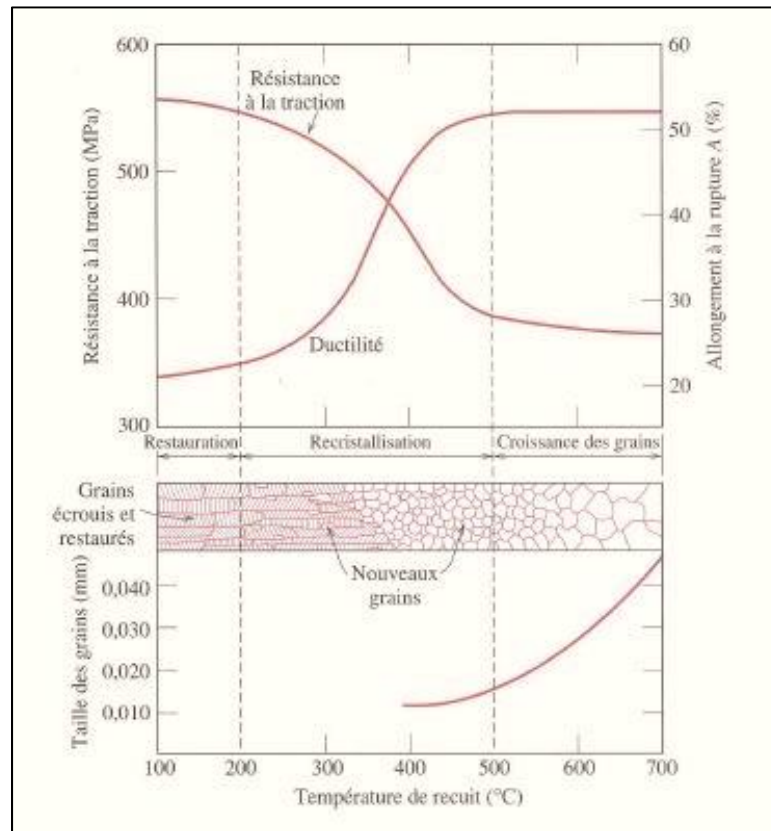 600
60
Résistance
à la traction
Résistance à la traction (MPa)
500
400
300
50
40
30
20
Allongement à la rupture A (%)
Ductilité
Restauration
Recristallisation
Croissance des grains
Grains
écrouis et
restaurés
Nouveaux
grains
Taille des grains (mm)
0,040
0,030
0,020
0,010
100 200 300 400 500 600 700
Température de recuit (°C)